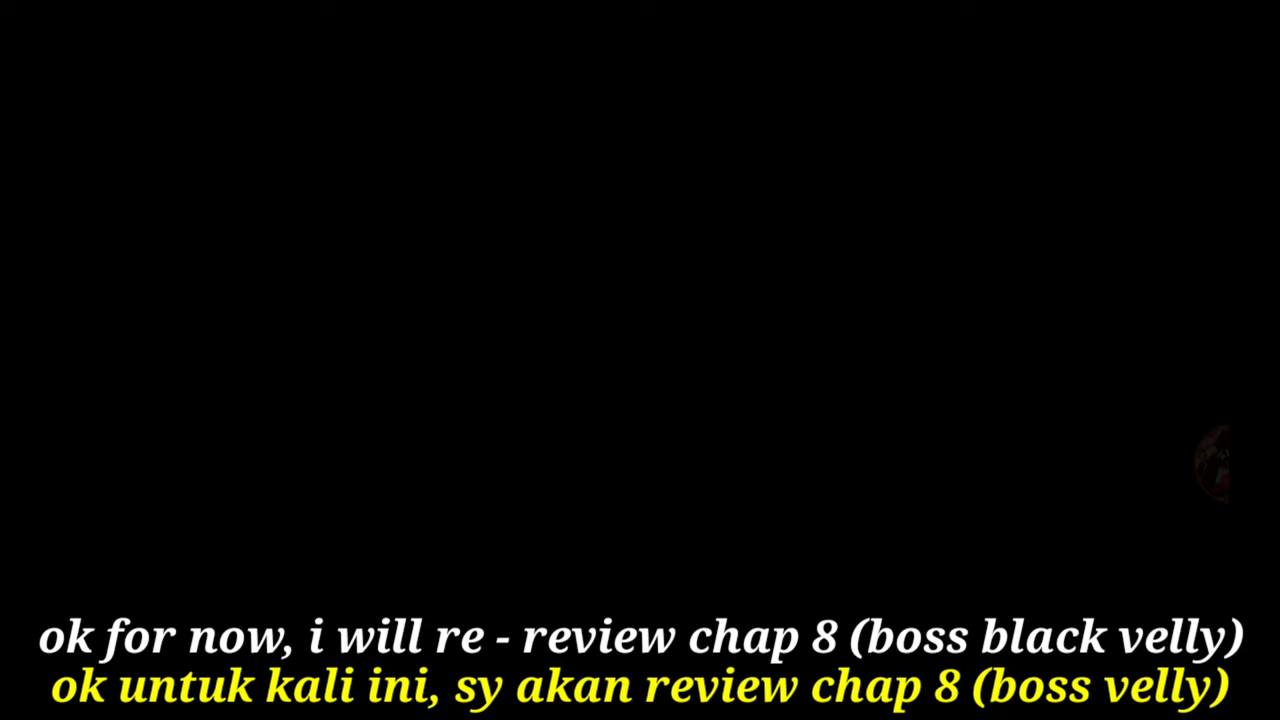 ok for now, i will re - review chap 8 (boss black velly)
ok untuk kali ini, sy akan review chap 8 (boss velly)